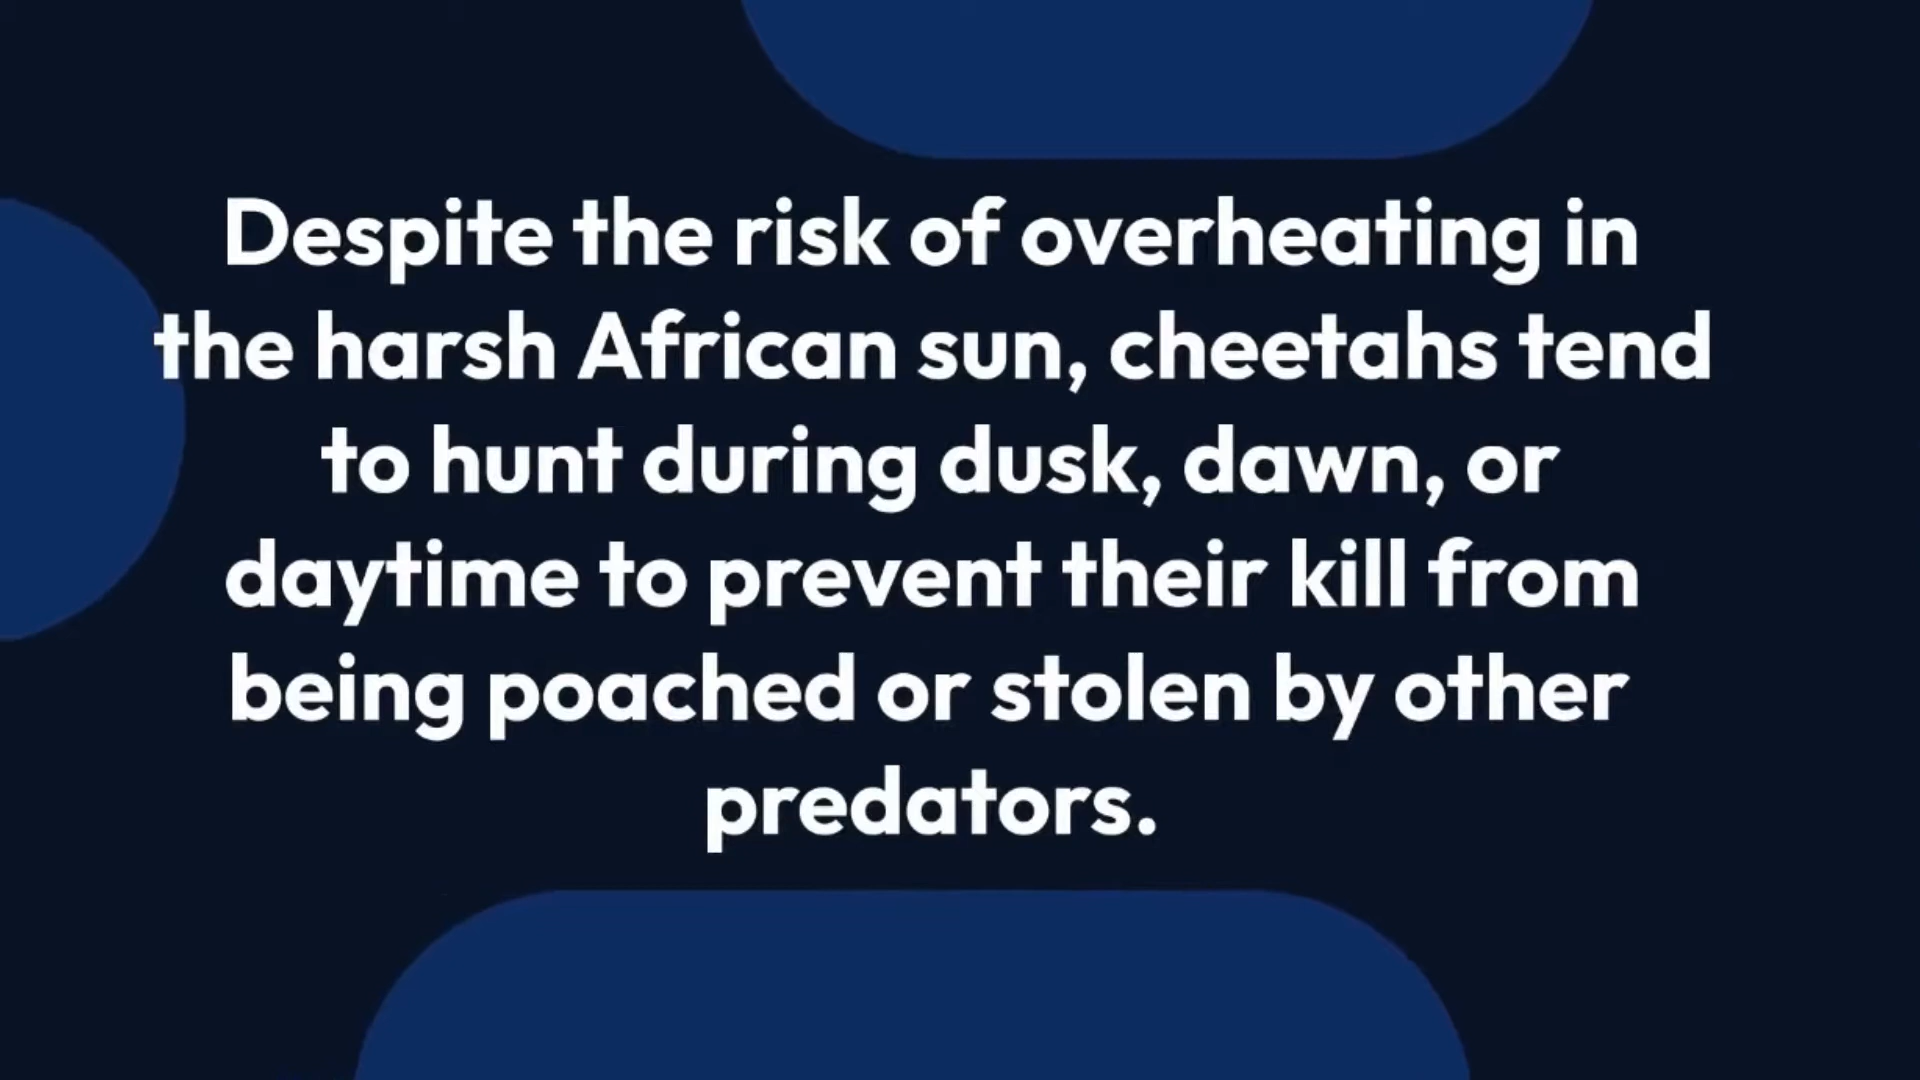 Despite the risk of overheating in
the harsh African sun, cheetahs tend
to hunt during dusk, dawn, or
daytime to prevent their kill from
being poached or stolen by other
predators.